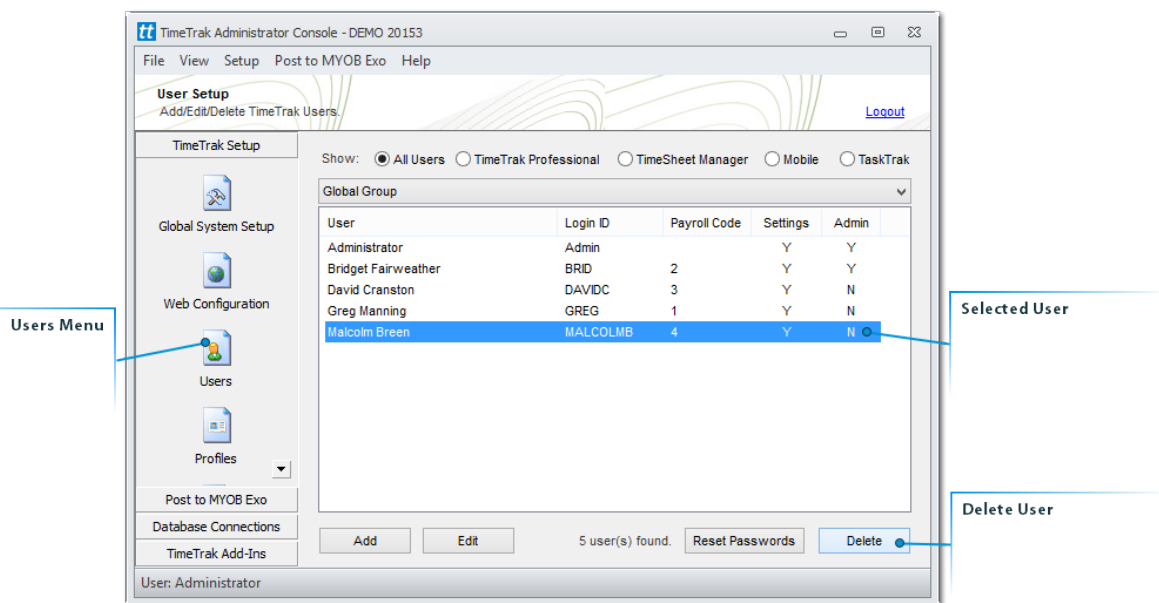 tt TimeTrak Administrator Console - DEMO 20153
File View Setup Post to MYOB Exo Help
User Setup
Add/Edit/Delete TimeTrak Users.
Logout
TimeTrak Setup
Global System Setup
Web Configuration
Users Menu
Users
Profiles
Post to MYOB Exo
Database Connections
TimeTrak Add-Ins
Show: All Users TimeTrak Professional TimeSheet Manager Mobile TaskTrak
Global Group
User Login ID Payroll Code Settings Admin
Administrator Admin Y Y
Bridget Fairweather BRID 2 Y Y
David Cranston DAVIDC 3 Y N
Greg Manning GREG 1 Y N
Malcolm Breen MALCOLMB 4 Y N
Selected User
Add Edit 5 user(s) found. Reset Passwords Delete
Delete User
User: Administrator